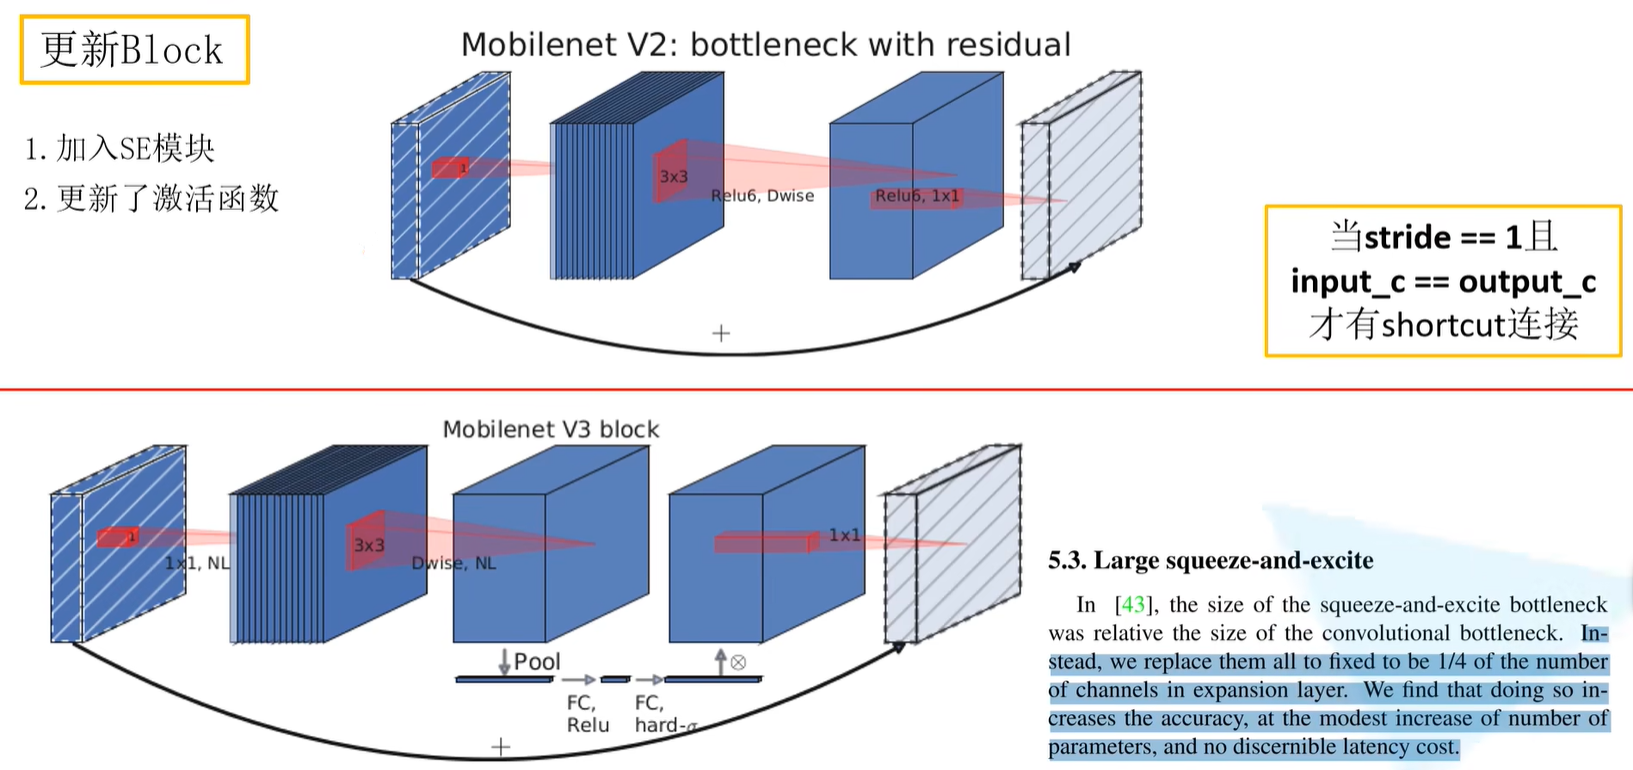 更新Block
1. 加入SE模块
2. 更新了激活函数
Mobilenet V2: bottleneck with residual
1
3x3
Relu6, Dwise
Relu6, 1x1
+
当stride == 1且
input_c == output_c
才有shortcut连接
Mobilenet V3 block
1
1x1, NL
3x3
Dwise, NL
1x1
Pool
⊗
FC,
Relu
FC,
hard-σ
+
5.3. Large squeeze-and-excite
In [43], the size of the squeeze-and-excite bottleneck
was relative the size of the convolutional bottleneck. In-
stead, we replace them all to fixed to be 1/4 of the number
of channels in expansion layer. We find that doing so in-
creases the accuracy, at the modest increase of number of
parameters, and no discernible latency cost.